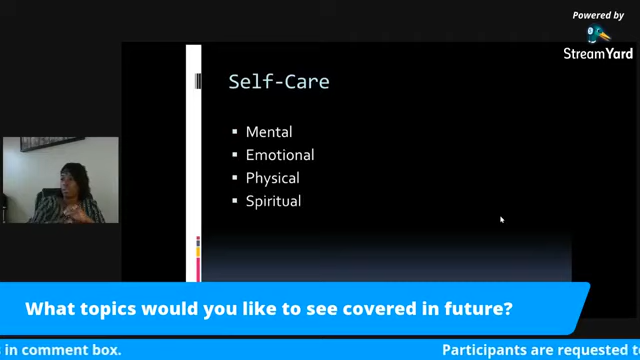 Powered by
StreamYard
Self-Care
▪ Mental
▪ Emotional
▪ Physical
▪ Spiritual
What topics would you like to see covered in future?
s in comment box. Participants are requested to